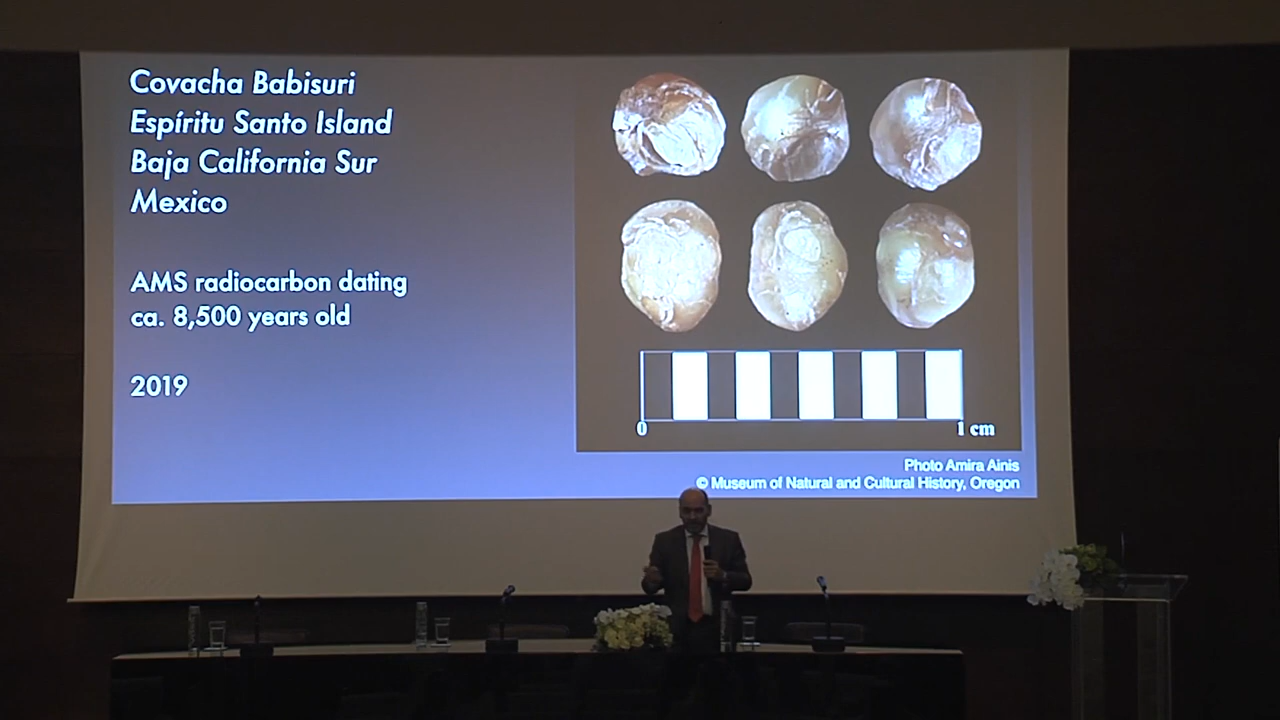 Covacha Babisuri
Espíritu Santo Island
Baja California Sur
Mexico
AMS radiocarbon dating
ca. 8,500 years old
2019
0
1 cm
Photo Amira Ainis
© Museum of Natural and Cultural History, Oregon